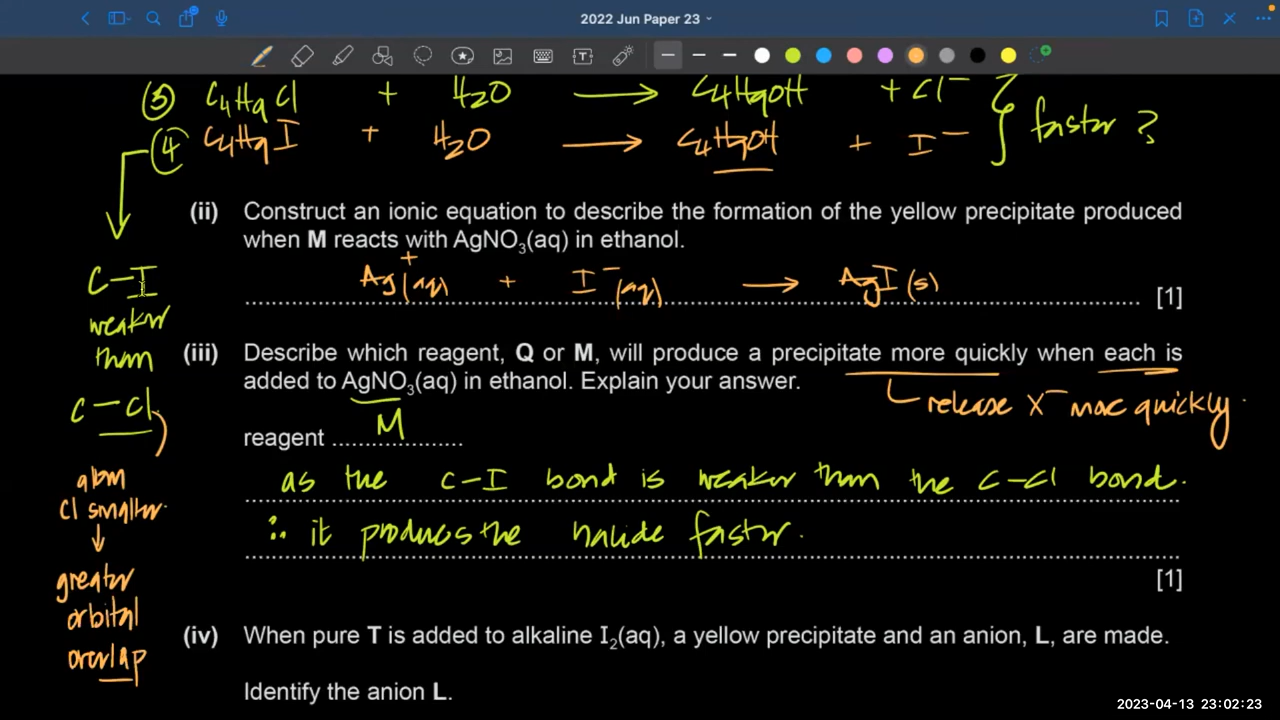 2022 Jun Paper 23
③ C4H9Cl + H2O → C4H9OH + Cl⁻
④ C4H9I + H2O → C4H9OH + I⁻
} faster ?
(ii) Construct an ionic equation to describe the formation of the yellow precipitate produced
when M reacts with AgNO₃(aq) in ethanol.
Ag⁺(aq) + I⁻(aq) → AgI(s)
[1]
C–I
weaker
than
C–Cl
atom
Cl smaller
↓
greater
orbital
overlap
(iii) Describe which reagent, Q or M, will produce a precipitate more quickly when each is
added to AgNO₃(aq) in ethanol. Explain your answer.
release X⁻ more quickly
reagent M
as the C–I bond is weaker than the C–Cl bond.
∴ it produces the halide faster.
[1]
(iv) When pure T is added to alkaline I₂(aq), a yellow precipitate and an anion, L, are made.
Identify the anion L.
2023-04-13 23:02:23